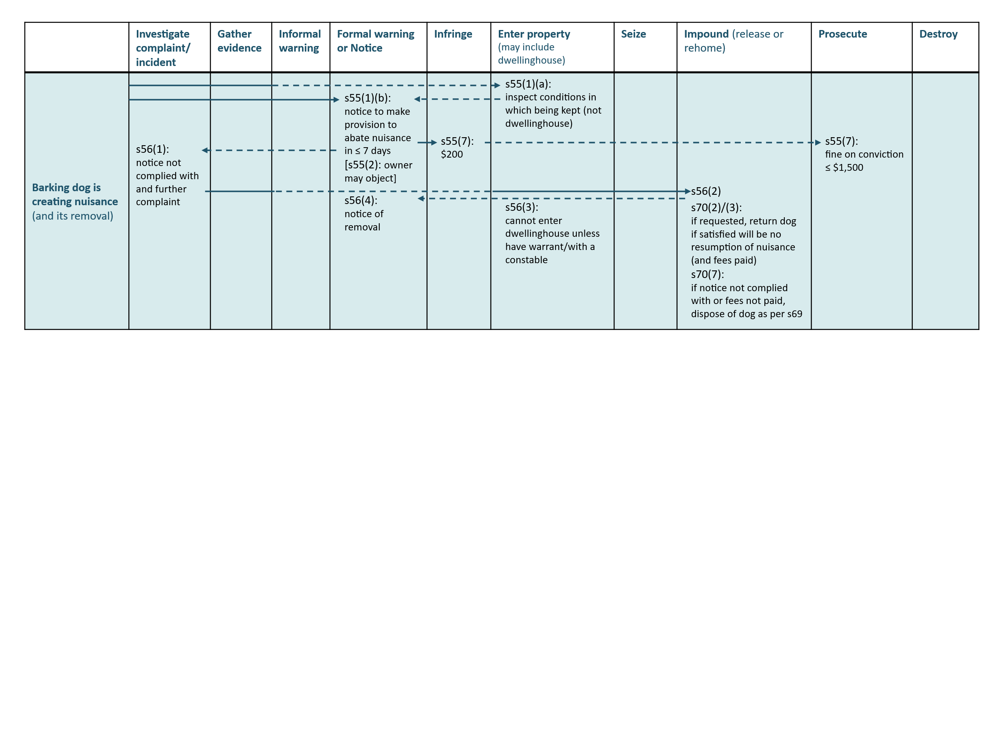 Investigate
complaint/
incident
Gather
evidence
Informal
warning
Formal warning
or Notice
Infringe
Enter property
(may include
dwellinghouse)
Seize
Impound (release or
rehome)
Prosecute
Destroy
Barking dog is
creating nuisance
(and its removal)
s56(1):
notice not
complied with
and further
complaint
s55(1)(b):
notice to make
provision to
abate nuisance
in ≤ 7 days
[s55(2): owner
may object]
s56(4):
notice of
removal
s55(7):
$200
s55(1)(a):
inspect conditions in
which being kept (not
dwellinghouse)
s56(3):
cannot enter
dwellinghouse unless
have warrant/with a
constable
s56(2)
s70(2)/(3):
if requested, return dog
if satisfied will be no
resumption of nuisance
(and fees paid)
s70(7):
if notice not complied
with or fees not paid,
dispose of dog as per s69
s55(7):
fine on conviction
≤ $1,500